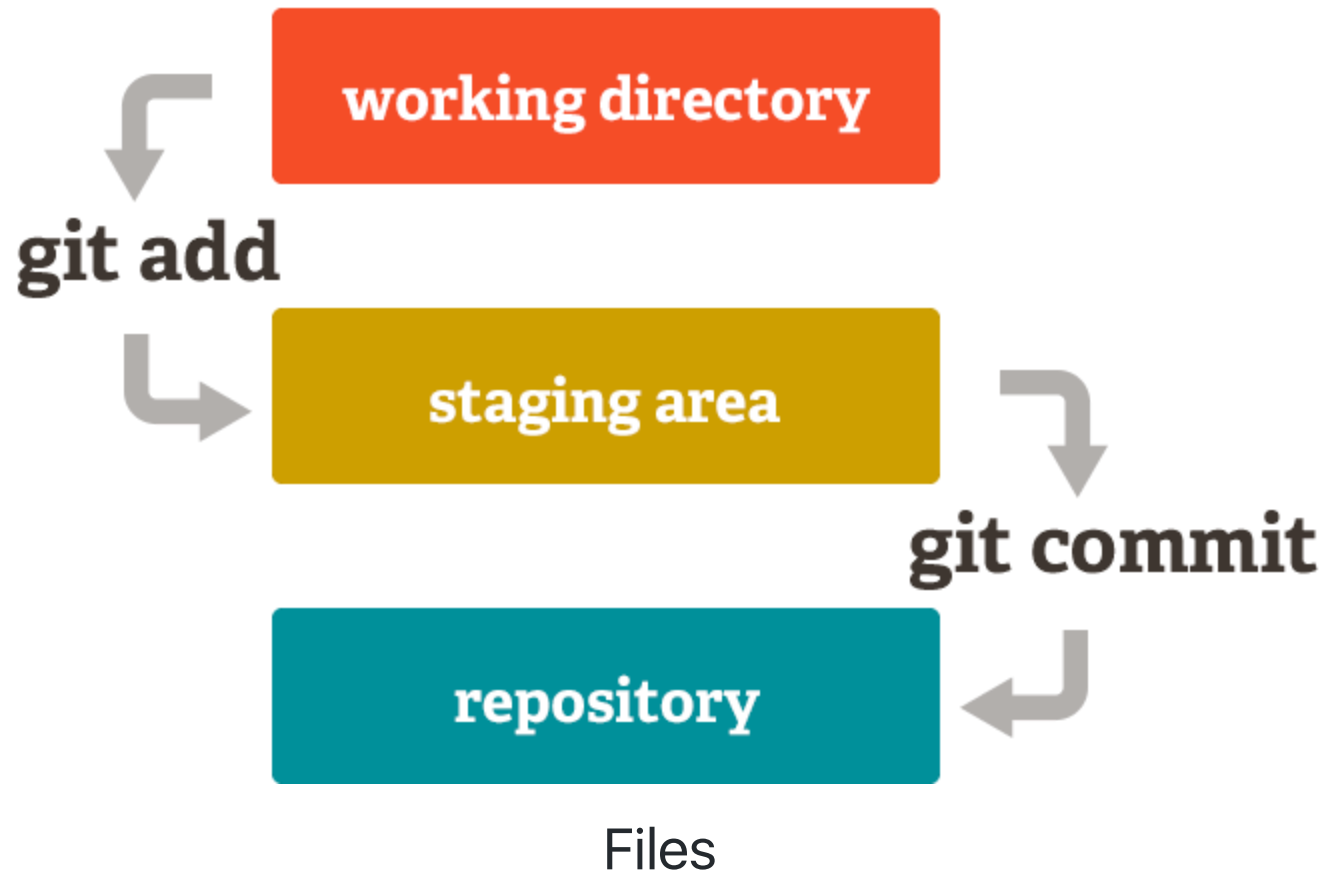 working directory
git add
staging area
git commit
repository
Files